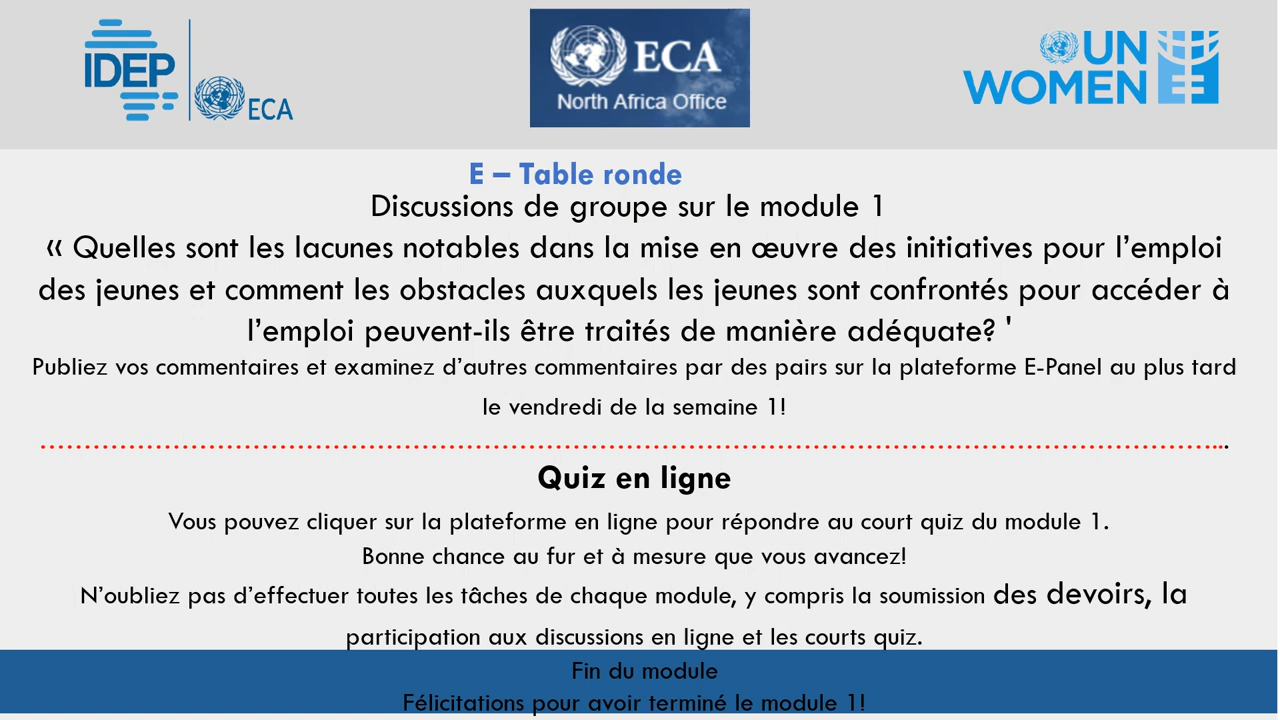 IDEP
ECA
ECA
North Africa Office
UN
WOMEN
E – Table ronde
Discussions de groupe sur le module 1
« Quelles sont les lacunes notables dans la mise en œuvre des initiatives pour l’emploi
des jeunes et comment les obstacles auxquels les jeunes sont confrontés pour accéder à
l’emploi peuvent-ils être traités de manière adéquate? '
Publiez vos commentaires et examinez d’autres commentaires par des pairs sur la plateforme E-Panel au plus tard
le vendredi de la semaine 1!
Quiz en ligne
Vous pouvez cliquer sur la plateforme en ligne pour répondre au court quiz du module 1.
Bonne chance au fur et à mesure que vous avancez!
N’oubliez pas d’effectuer toutes les tâches de chaque module, y compris la soumission des devoirs, la
participation aux discussions en ligne et les courts quiz.
Fin du module
Félicitations pour avoir terminé le module 1!